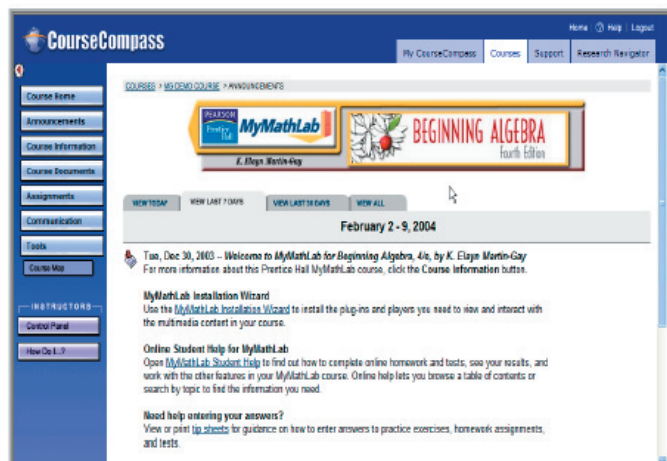 Home | Help | Logout
CourseCompass
My CourseCompass Courses Support Research Navigator
COURSES > MG DEMO COURSE > ANNOUNCEMENTS
Course Home
Announcements
Course Information
Course Documents
Assignments
Communication
Tools
Course Map
INSTRUCTORS
Control Panel
How Do I...?
PEARSON
Prentice Hall
MyMathLab
K. Elayn Martin-Gay
BEGINNING ALGEBRA
Fourth Edition
VIEW TODAY VIEW LAST 7 DAYS VIEW LAST 30 DAYS VIEW ALL
February 2 - 9, 2004
Tue, Dec 30, 2003 -- Welcome to MyMathLab for Beginning Algebra, 4/e, by K. Elayn Martin-Gay
For more information about this Prentice Hall MyMathLab course, click the Course Information button.
MyMathLab Installation Wizard
Use the MyMathLab Installation Wizard to install the plug-ins and players you need to view and interact with
the multimedia content in your course.
Online Student Help for MyMathLab
Open MyMathLab Student Help to find out how to complete online homework and tests, see your results, and
work with the other features in your MyMathLab course. Online help lets you browse a table of contents or
search by topic to find the information you need.
Need help entering your answers?
View or print tip sheets for guidance on how to enter answers to practice exercises, homework assignments,
and tests.